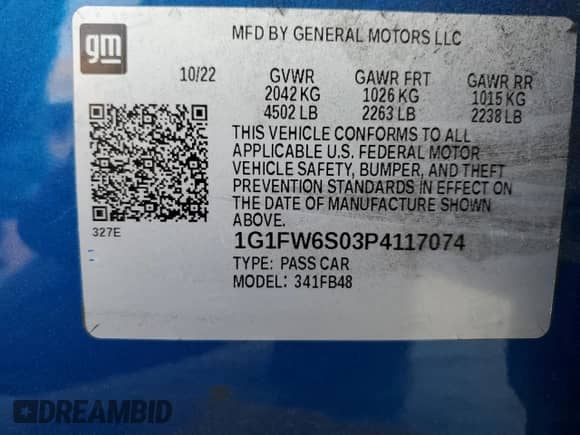 gm
MFD BY GENERAL MOTORS LLC
10/22 GVWR GAWR FRT GAWR RR
2042 KG 1026 KG 1015 KG
4502 LB 2263 LB 2238 LB
THIS VEHICLE CONFORMS TO ALL
APPLICABLE U.S. FEDERAL MOTOR
VEHICLE SAFETY, BUMPER, AND THEFT
PREVENTION STANDARDS IN EFFECT ON
THE DATE OF MANUFACTURE SHOWN
ABOVE.
327E
1G1FW6S03P4117074
TYPE: PASS CAR
MODEL: 341FB48
DREAMBID